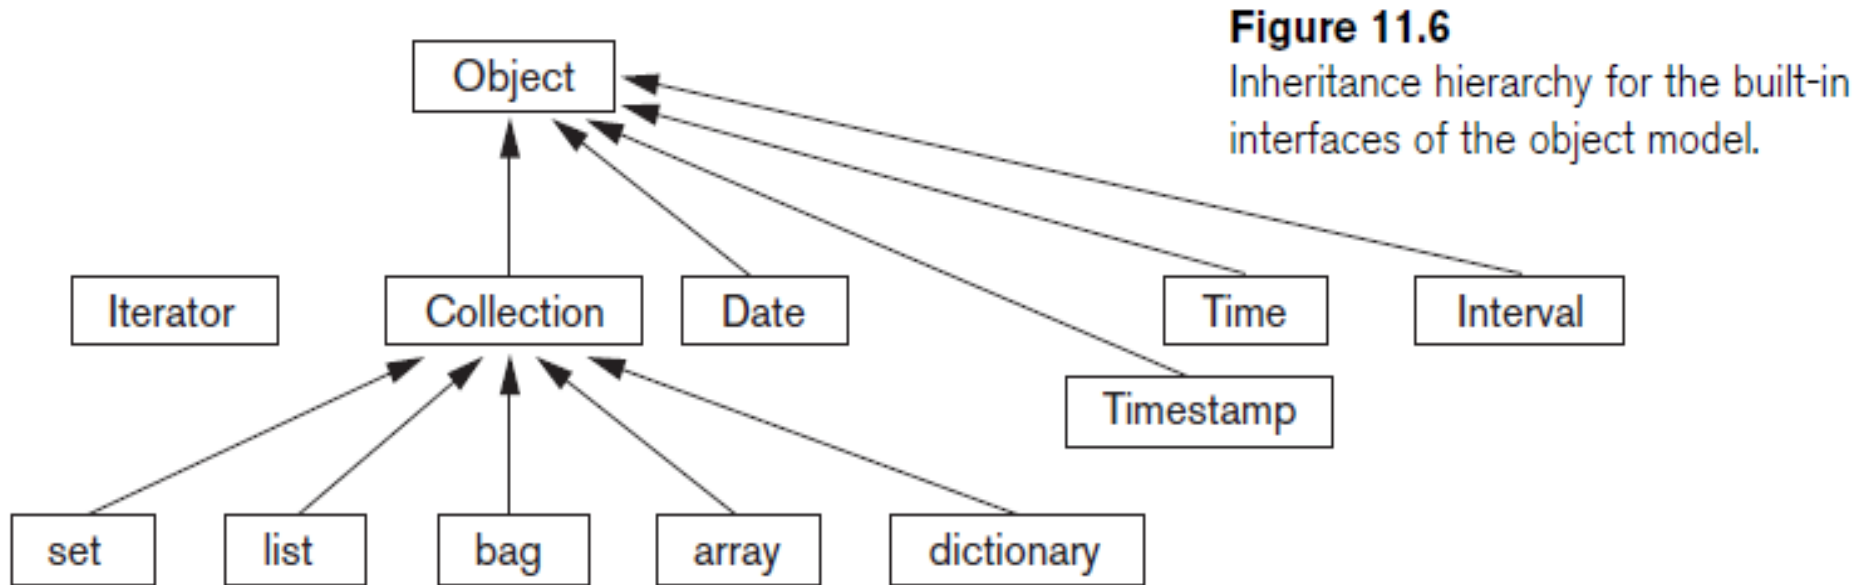 Figure 11.6
Inheritance hierarchy for the built-in
interfaces of the object model.
Object
Iterator
Collection
Date
Time
Interval
Timestamp
set
list
bag
array
dictionary